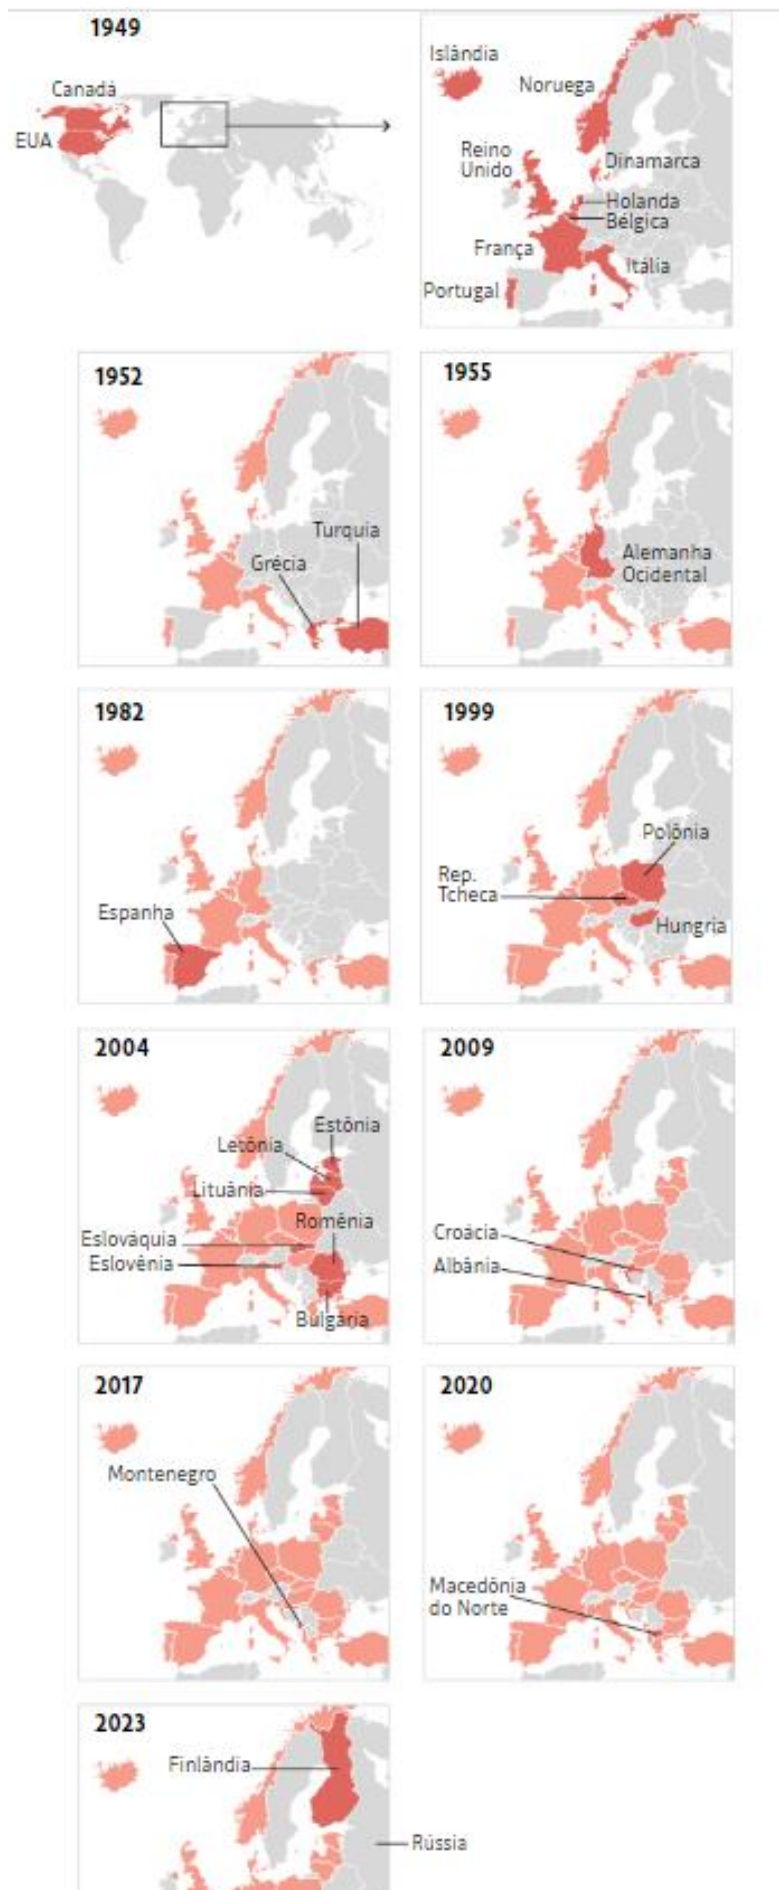 1949
Canadá
EUA
Islândia
Noruega
Reino
Unido
Dinamarca
Holanda
Bélgica
França
Itália
Portugal
1952
Turquia
Grécia
1955
Alemanha
Ocidental
1982
Espanha
1999
Polônia
Rep.
Tcheca
Hungria
2004
Estônia
Letônia
Lituânia
Romênia
Eslováquia
Eslovênia
Bulgária
2009
Croácia
Albânia
2017
Montenegro
2020
Macedônia
do Norte
2023
Finlândia
Rússia